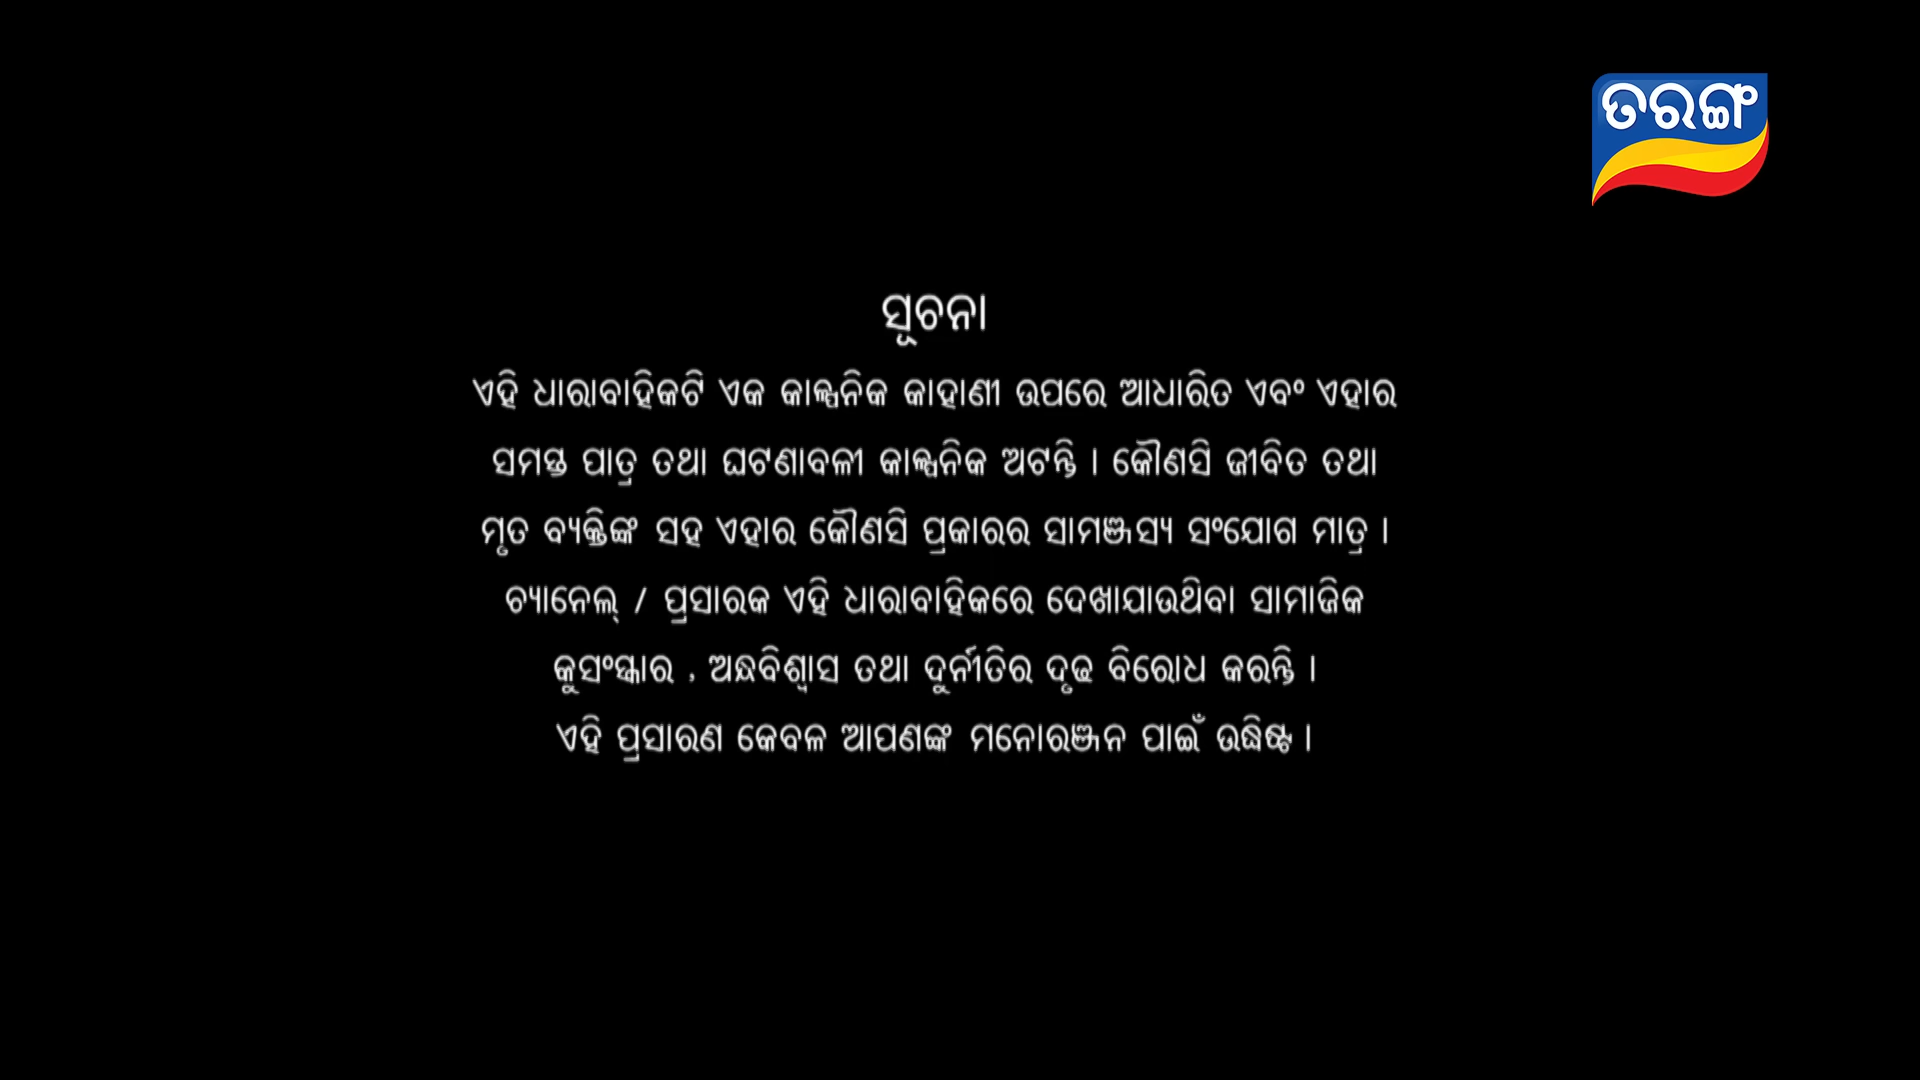 ତରଙ୍ଗ
ସୂଚନା
ଏହି ଧାରାବାହିକଟି ଏକ କାଳ୍ପନିକ କାହାଣୀ ଉପରେ ଆଧାରିତ ଏବଂ ଏହାର
ସମସ୍ତ ପାତ୍ର ତଥା ଘଟଣାବଳୀ କାଳ୍ପନିକ ଅଟନ୍ତି । କୌଣସି ଜୀବିତ ତଥା
ମୃତ ବ୍ୟକ୍ତିଙ୍କ ସହ ଏହାର କୌଣସି ପ୍ରକାରର ସାମଞ୍ଜସ୍ୟ ସଂଯୋଗ ମାତ୍ର ।
ଚ୍ୟାନେଲ୍ / ପ୍ରସାରକ ଏହି ଧାରାବାହିକରେ ଦେଖାଯାଉଥିବା ସାମାଜିକ
କୁସଂସ୍କାର , ଅନ୍ଧବିଶ୍ୱାସ ତଥା ଦୁର୍ନୀତିର ଦୃଢ ବିରୋଧ କରନ୍ତି ।
ଏହି ପ୍ରସାରଣ କେବଳ ଆପଣଙ୍କ ମନୋରଞ୍ଜନ ପାଇଁ ଉଦ୍ଧିଷ୍ଟ ।